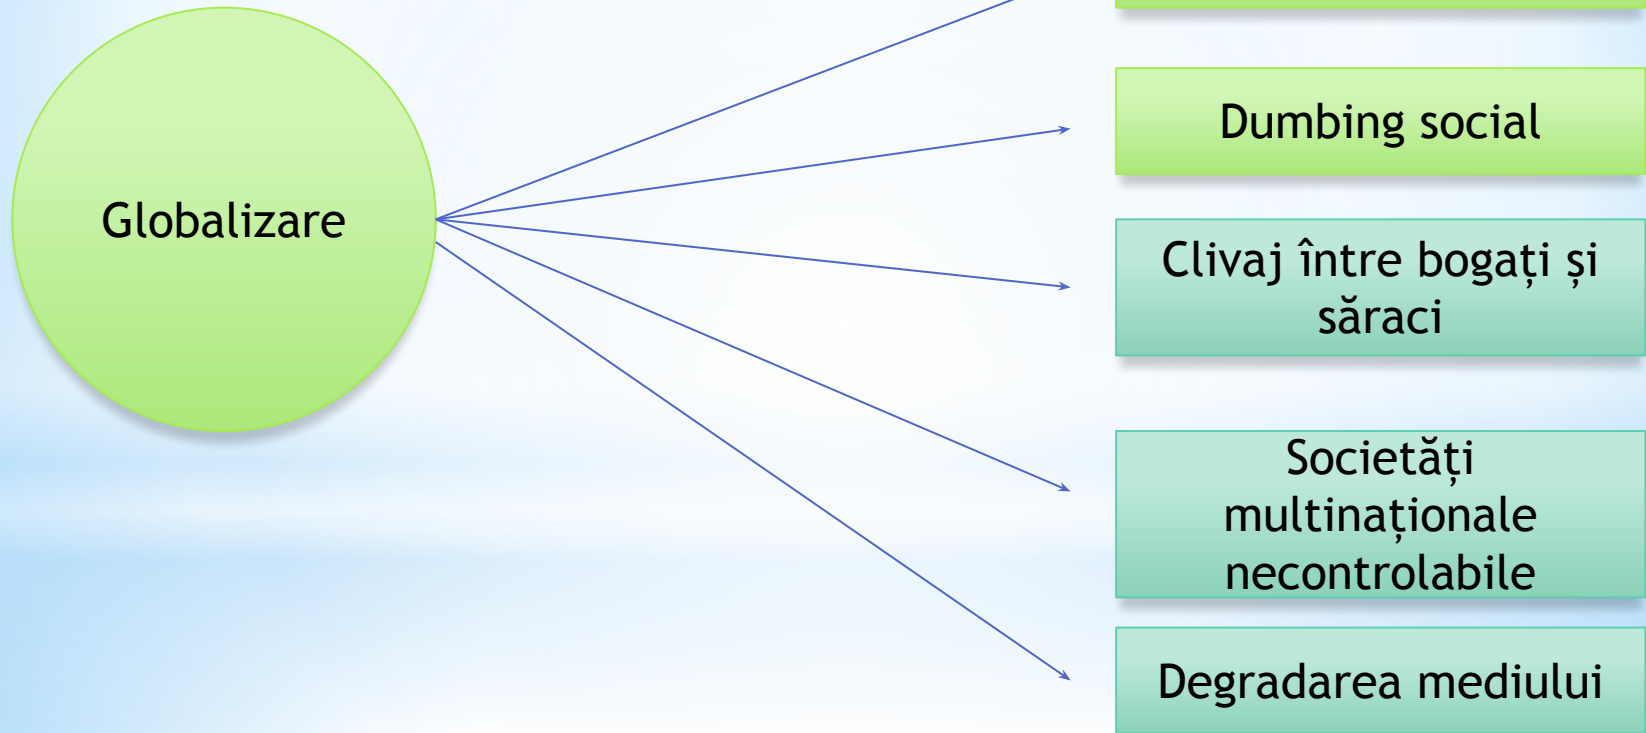 Globalizare
Dumbing social
Clivaj între bogați și
săraci
Societăți
multinaționale
necontrolabile
Degradarea mediului